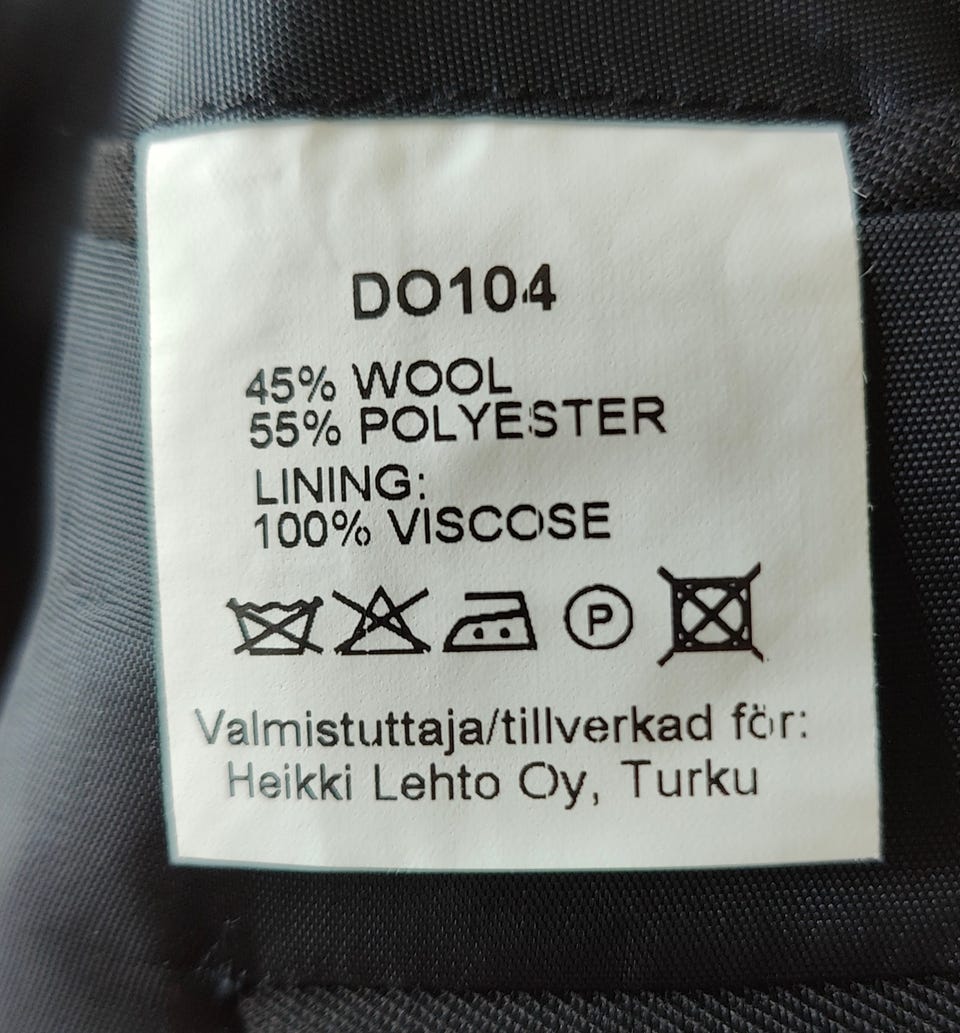 DO104
45% WOOL
55% POLYESTER
LINING:
100% VISCOSE
P
Valmistuttaja/tillverkad för:
Heikki Lehto Oy, Turku